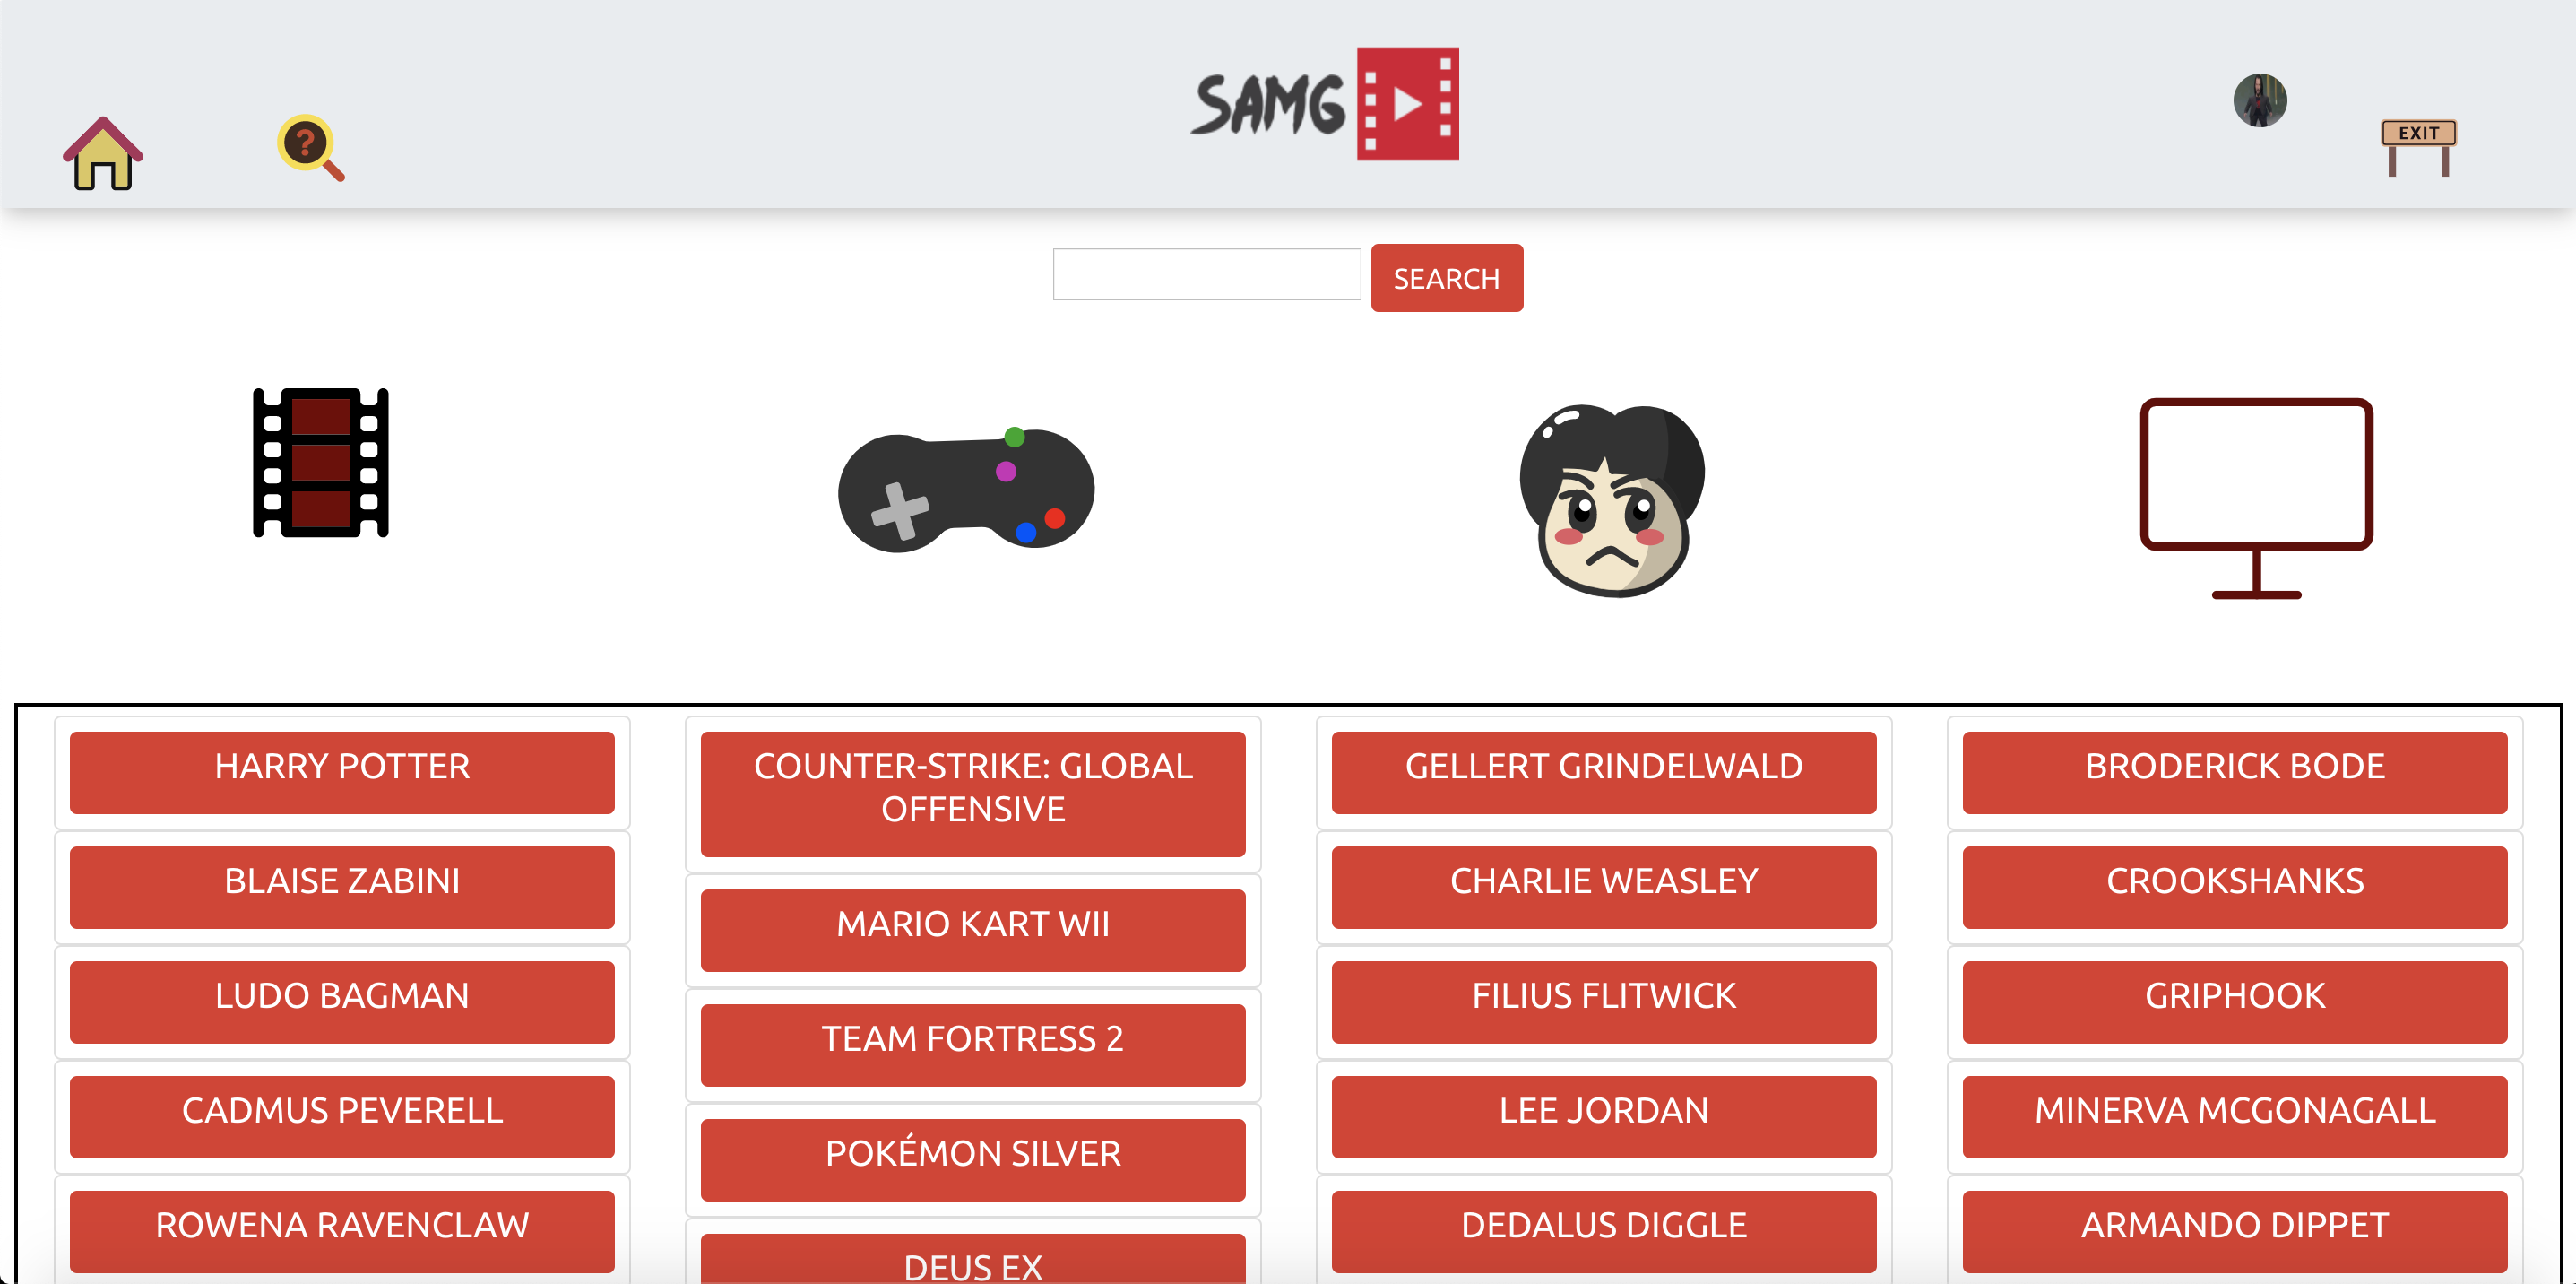 SAMG
?
EXIT
SEARCH
HARRY POTTER
BLAISE ZABINI
LUDO BAGMAN
CADMUS PEVERELL
ROWENA RAVENCLAW
COUNTER-STRIKE: GLOBAL
OFFENSIVE
MARIO KART WII
TEAM FORTRESS 2
POKÉMON SILVER
DEUS EX
GELLERT GRINDELWALD
CHARLIE WEASLEY
FILIUS FLITWICK
LEE JORDAN
DEDALUS DIGGLE
BRODERICK BODE
CROOKSHANKS
GRIPHOOK
MINERVA MCGONAGALL
ARMANDO DIPPET